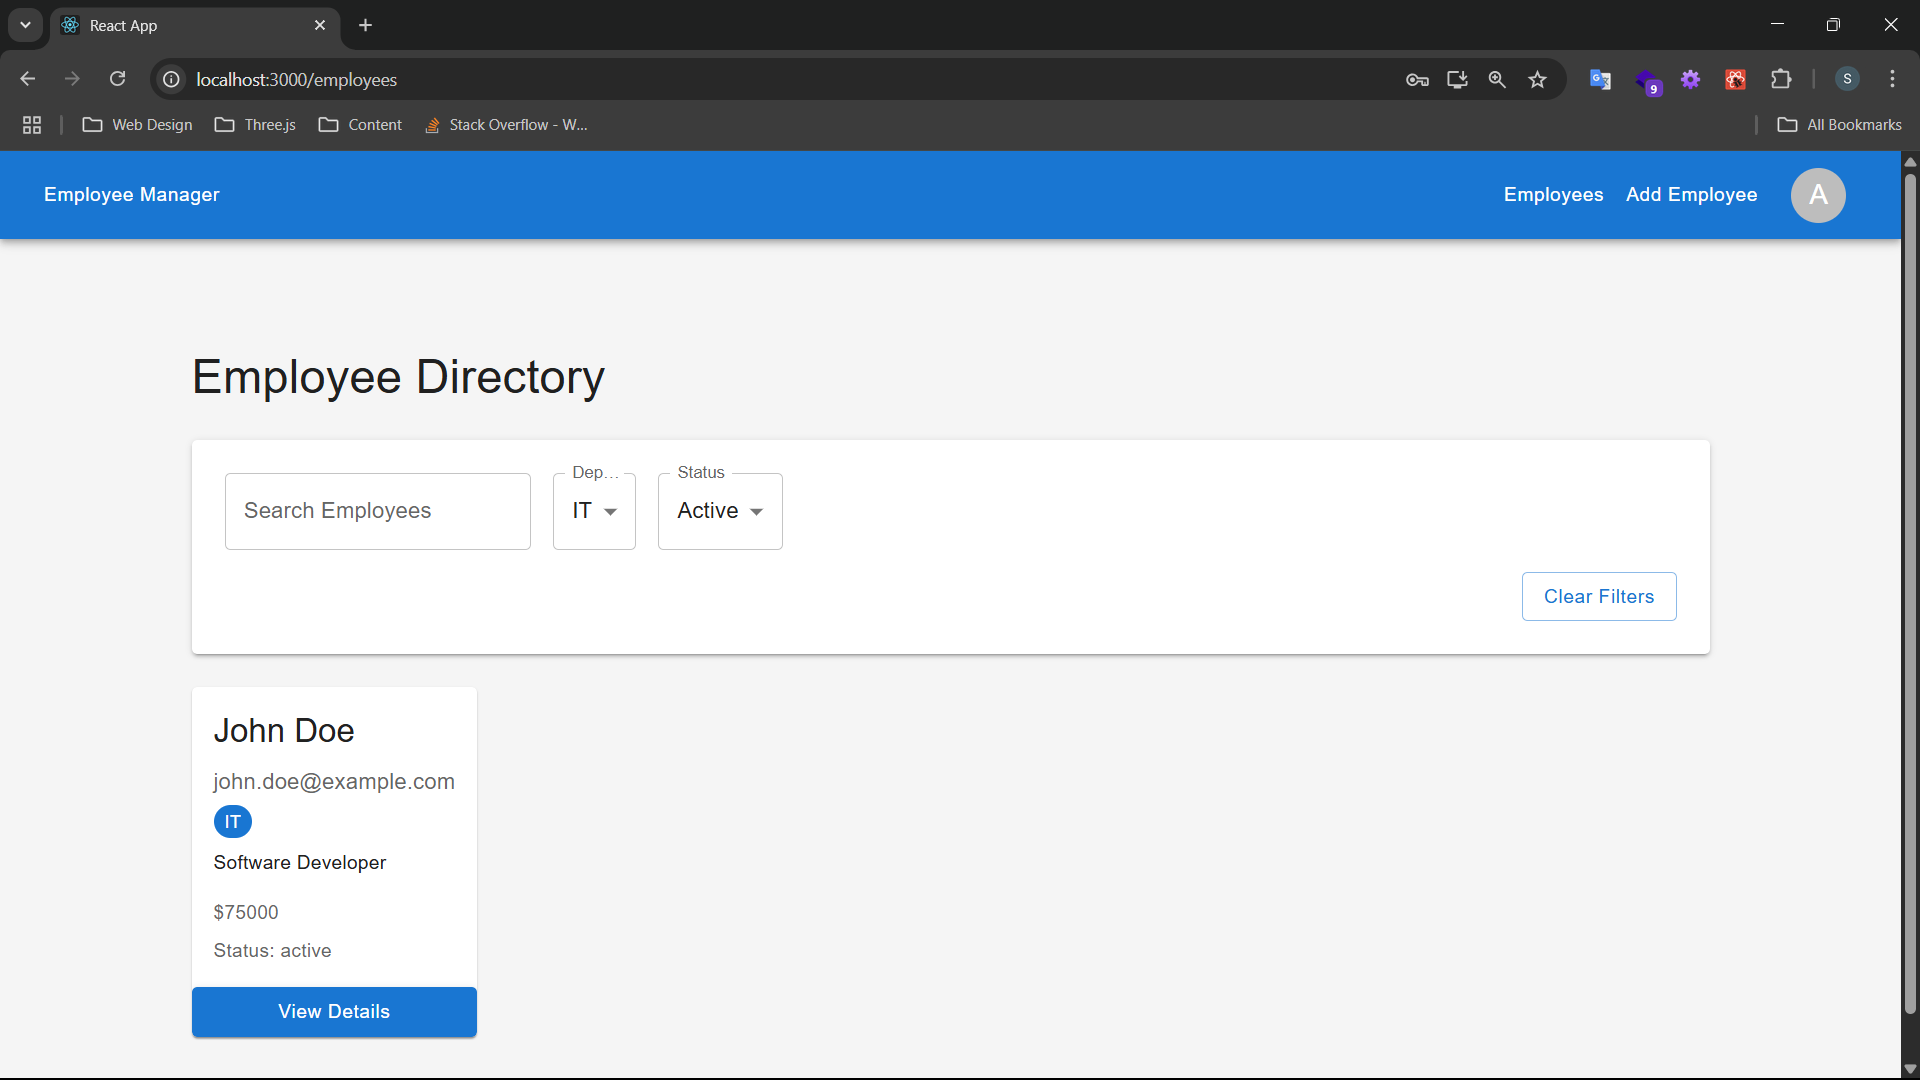 React App
localhost:3000/employees
9
S
Web Design
Three.js
Content
Stack Overflow - W...
All Bookmarks
Employee Manager
Employees
Add Employee
A
Employee Directory
Dep...
Status
Search Employees
IT
Active
Clear Filters
John Doe
john.doe@example.com
IT
Software Developer
$75000
Status: active
View Details